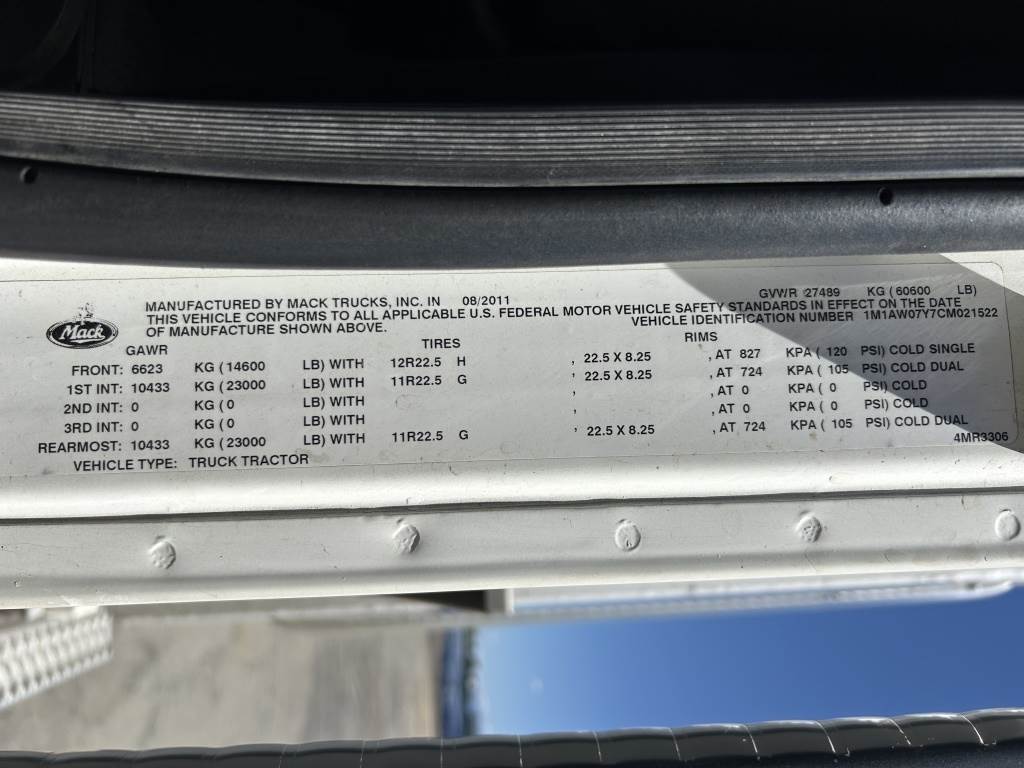 Mack
MANUFACTURED BY MACK TRUCKS, INC. IN 08/2011 GVWR 27489 KG (60600 LB)
THIS VEHICLE CONFORMS TO ALL APPLICABLE U.S. FEDERAL MOTOR VEHICLE SAFETY STANDARDS IN EFFECT ON THE DATE
OF MANUFACTURE SHOWN ABOVE. VEHICLE IDENTIFICATION NUMBER 1M1AW07Y7CM021522
GAWR TIRES RIMS
FRONT: 6623 KG (14600 LB) WITH 12R22.5 H , 22.5 X 8.25 , AT 827 KPA ( 120 PSI) COLD SINGLE
1ST INT: 10433 KG (23000 LB) WITH 11R22.5 G , 22.5 X 8.25 , AT 724 KPA ( 105 PSI) COLD DUAL
2ND INT: 0 KG (0 LB) WITH , , AT 0 KPA ( 0 PSI) COLD
3RD INT: 0 KG (0 LB) WITH , , AT 0 KPA ( 0 PSI) COLD
REARMOST: 10433 KG (23000 LB) WITH 11R22.5 G , 22.5 X 8.25 , AT 724 KPA ( 105 PSI) COLD DUAL
VEHICLE TYPE: TRUCK TRACTOR 4MR3306